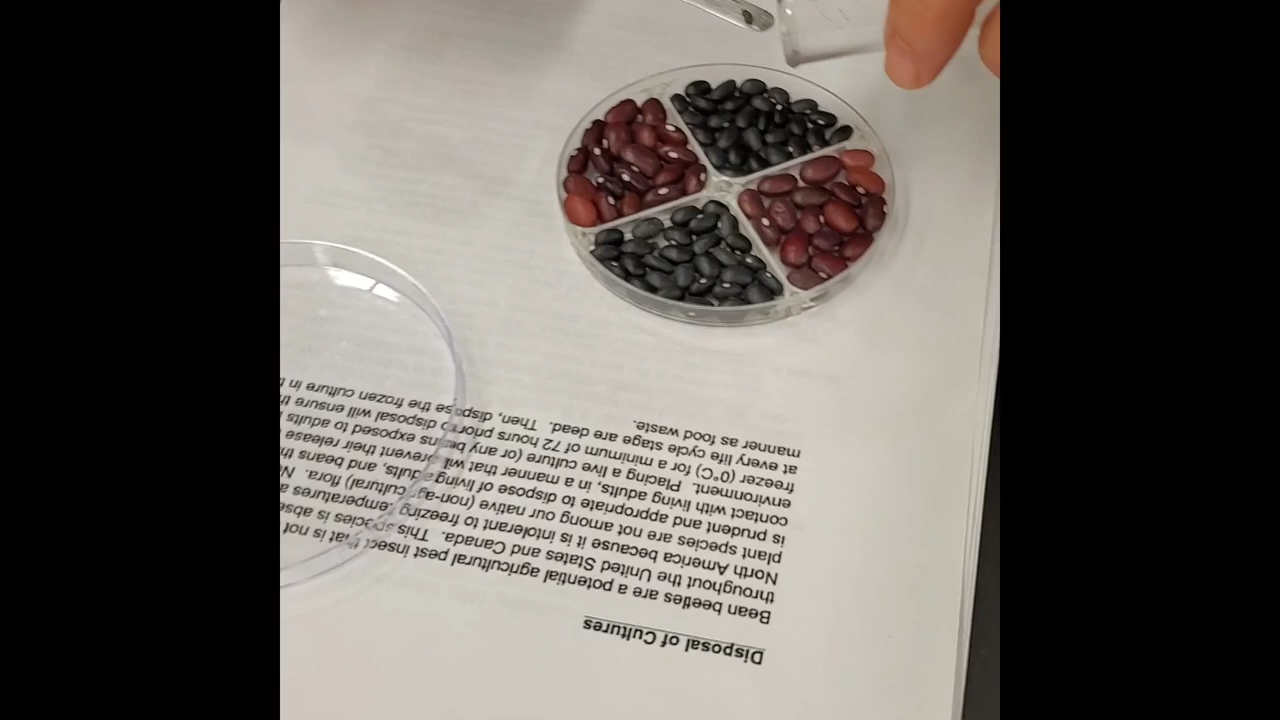 Disposal of Cultures
Bean beetles are a potential agricultural pest insect that is not
throughout the United States and Canada. This species is
North America because it is intolerant to freezing temperatures
plant species are not among our native (non-agricultural) flora.
is prudent and appropriate to dispose of living adults, and beans
contact with living adults, in a manner that will prevent their release
environment. Placing a live culture (or any beans exposed to adults
freezer (0°C) for a minimum of 72 hours prior to disposal will ensure
at every life cycle stage are dead. Then, dispose the frozen culture in
manner as food waste.